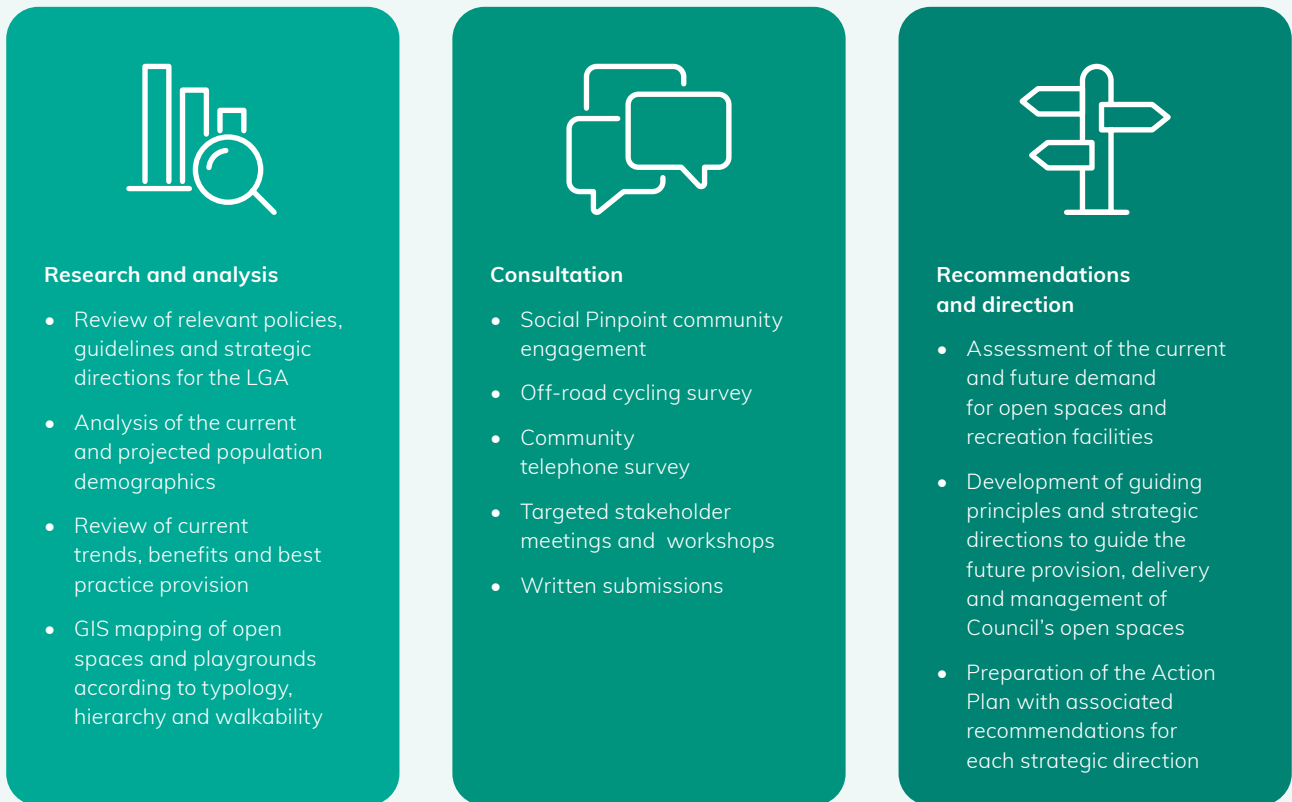 Research and analysis
• Review of relevant policies,
guidelines and strategic
directions for the LGA
• Analysis of the current
and projected population
demographics
• Review of current
trends, benefits and best
practice provision
• GIS mapping of open
spaces and playgrounds
according to typology,
hierarchy and walkability
Consultation
• Social Pinpoint community
engagement
• Off-road cycling survey
• Community
telephone survey
• Targeted stakeholder
meetings and  workshops
• Written submissions
Recommendations
and direction
• Assessment of the current
and future demand
for open spaces and
recreation facilities
• Development of guiding
principles and strategic
directions to guide the
future provision, delivery
and management of
Council’s open spaces
• Preparation of the Action
Plan with associated
recommendations for
each strategic direction